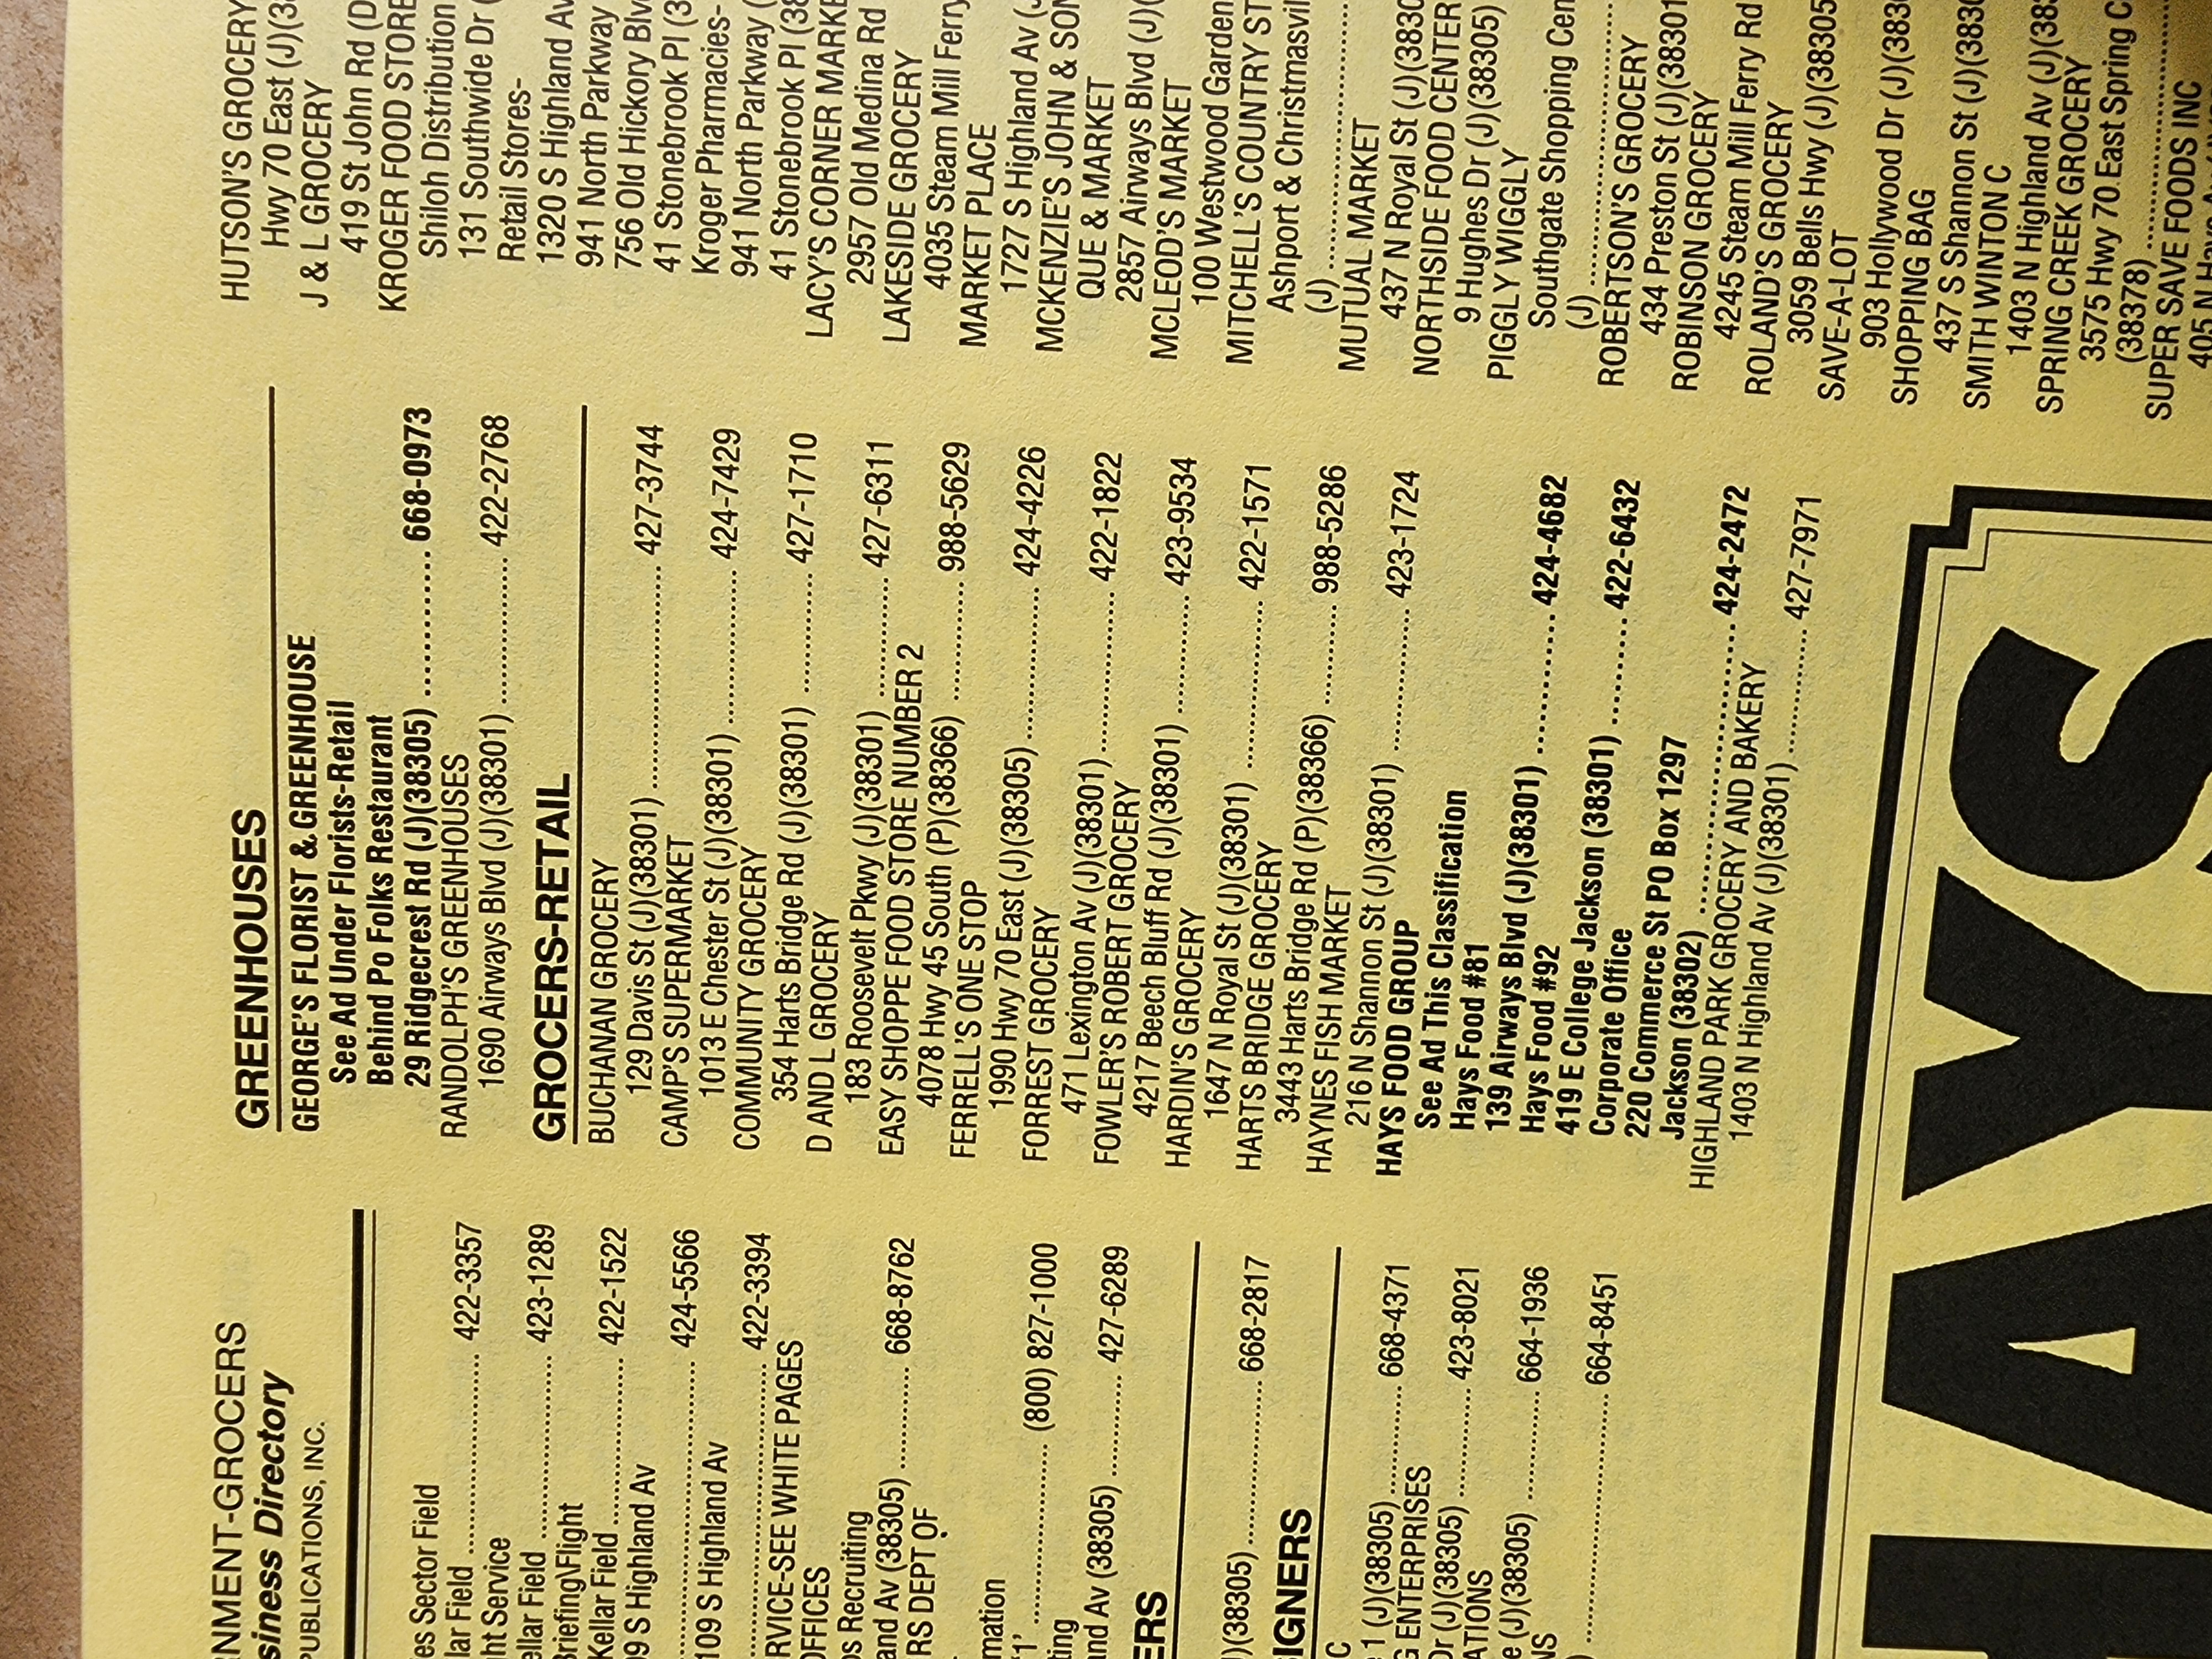 NMENT-GROCERS
siness Directory
PUBLICATIONS, INC.
es Sector Field
lar Field ........ 422-3357
ht Service
ellar Field ........ 423-1289
Briefing\Flight
Kellar Field ........ 422-1522
09 S Highland Av
........ 424-5566
109 S Highland Av
........ 422-3394
RVICE-SEE WHITE PAGES
OFFICES
os Recruiting
and Av (38305) ........ 668-8762
RS DEPT OF
mation
'1' ........ (800) 827-1000
ting
and Av (38305) ........ 427-6289
ERS
)(38305) ........ 668-2817
IGNERS
C
1 (J)(38305) ........ 668-4371
G ENTERPRISES
Dr (J)(38305) ........ 423-8021
ATIONS
e (J)(38305) ........ 664-1936
NS
) ........ 664-8451
GREENHOUSES
GEORGE'S FLORIST & GREENHOUSE
See Ad Under Florists-Retail
Behind Po Folks Restaurant
29 Ridgecrest Rd (J)(38305) ........ 668-0973
RANDOLPH'S GREENHOUSES
1690 Airways Blvd (J)(38301) ........ 422-2768
GROCERS-RETAIL
BUCHANAN GROCERY
129 Davis St (J)(38301) ........ 427-3744
CAMP'S SUPERMARKET
1013 E Chester St (J)(38301) ........ 424-7429
COMMUNITY GROCERY
354 Harts Bridge Rd (J)(38301) ........ 427-1710
D AND L GROCERY
183 Roosevelt Pkwy (J)(38301) ........ 427-6311
EASY SHOPPE FOOD STORE NUMBER 2
4078 Hwy 45 South (P)(38366) ........ 988-5629
FERRELL'S ONE STOP
1990 Hwy 70 East (J)(38305) ........ 424-4226
FORREST GROCERY
471 Lexington Av (J)(38301) ........ 422-1822
FOWLER'S ROBERT GROCERY
4217 Beech Bluff Rd (J)(38301) ........ 423-9534
HARDIN'S GROCERY
1647 N Royal St (J)(38301) ........ 422-1571
HARTS BRIDGE GROCERY
3443 Harts Bridge Rd (P)(38366) ........ 988-5286
HAYNES FISH MARKET
216 N Shannon St (J)(38301) ........ 423-1724
HAYS FOOD GROUP
See Ad This Classification
Hays Food #81
139 Airways Blvd (J)(38301) ........ 424-4682
Hays Food #92
419 E College Jackson (38301) ........ 422-6432
Corporate Office
220 Commerce St PO Box 1297
Jackson (38302) ........ 424-2472
HIGHLAND PARK GROCERY AND BAKERY
1403 N Highland Av (J)(38301) ........ 427-7971
HUTSON'S GROCERY
Hwy 70 East (J)(3
J & L GROCERY
419 St John Rd (D
KROGER FOOD STORE
Shiloh Distribution
131 Southwide Dr (
Retail Stores-
1320 S Highland Av
941 North Parkway
756 Old Hickory Blv
41 Stonebrook Pl (3
Kroger Pharmacies-
941 North Parkway (
41 Stonebrook Pl (38
LACY'S CORNER MARKE
2957 Old Medina Rd
LAKESIDE GROCERY
4035 Steam Mill Ferry
MARKET PLACE
1727 S Highland Av (
MCKENZIE'S JOHN & SON
QUE & MARKET
2857 Airways Blvd (J)(
MCLEOD'S MARKET
100 Westwood Garden
MITCHELL'S COUNTRY ST
Ashport & Christmasvil
(J) ........
MUTUAL MARKET
437 N Royal St (J)(3830
NORTHSIDE FOOD CENTER
9 Hughes Dr (J)(38305)
PIGGLY WIGGLY
Southgate Shopping Cen
(J) ........
ROBERTSON'S GROCERY
434 Preston St (J)(38301
ROBINSON GROCERY
4245 Steam Mill Ferry Rd
ROLAND'S GROCERY
3059 Bells Hwy (J)(38305
SAVE-A-LOT
903 Hollywood Dr (J)(383
SHOPPING BAG
437 S Shannon St (J)(383
SMITH WINTON C
1403 N Highland Av (J)(38
SPRING CREEK GROCERY
3575 Hwy 70 East Spring C
(38378) ........
SUPER SAVE FOODS INC
405 N
HAYS